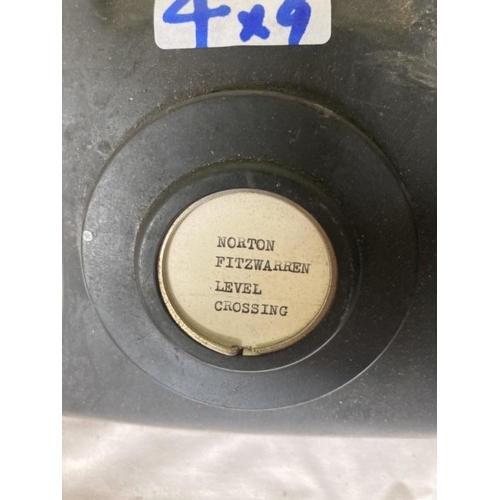 4x9
NORTON
FITZWARREN
LEVEL
CROSSING